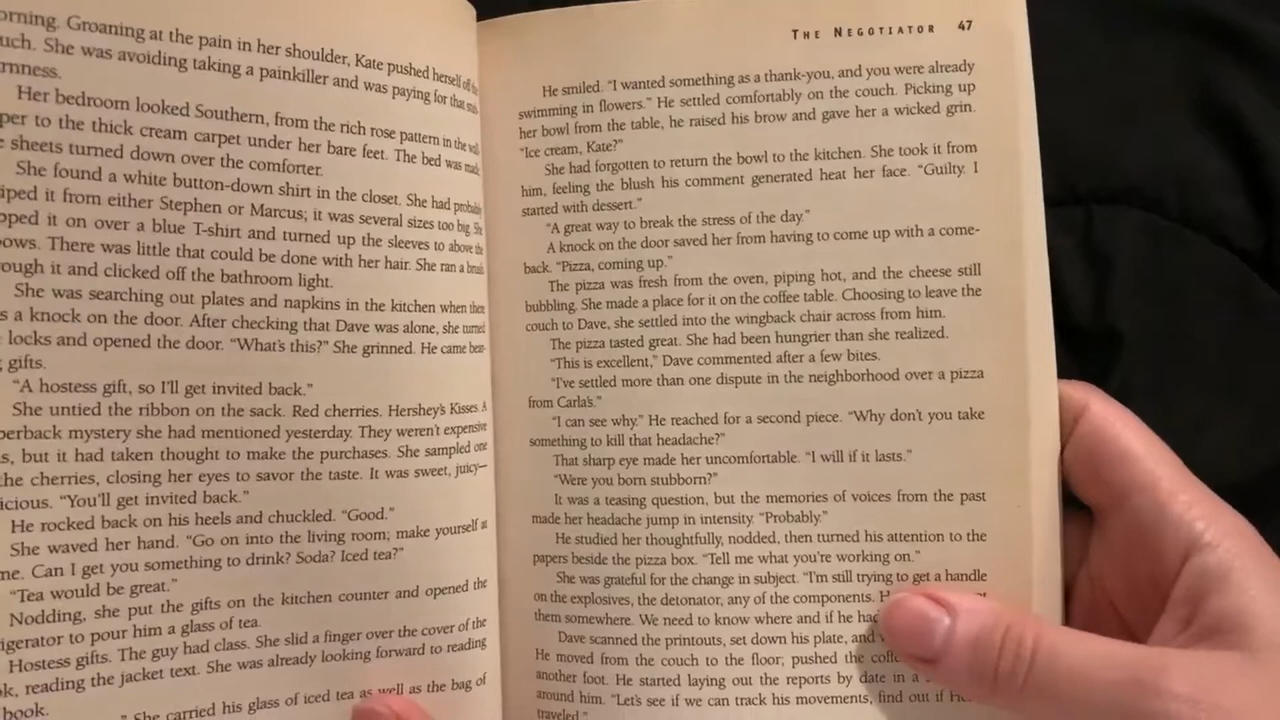 orning. Groaning at the pain in her shoulder, Kate pushed herself off the
uch. She was avoiding taking a painkiller and was paying for that stub-
rnness.
Her bedroom looked Southern, from the rich rose pattern in the wall-
per to the thick cream carpet under her bare feet. The bed was made
sheets turned down over the comforter.
She found a white button-down shirt in the closet. She had probably
iped it from either Stephen or Marcus; it was several sizes too big. She
pped it on over a blue T-shirt and turned up the sleeves to above the
ows. There was little that could be done with her hair. She ran a brush
ough it and clicked off the bathroom light.
She was searching out plates and napkins in the kitchen when there
s a knock on the door. After checking that Dave was alone, she turned
locks and opened the door. “What’s this?” She grinned. He came bear-
gifts.
“A hostess gift, so I’ll get invited back.”
She untied the ribbon on the sack. Red cherries. Hershey’s Kisses. A
perback mystery she had mentioned yesterday. They weren’t expensive
s, but it had taken thought to make the purchases. She sampled one
the cherries, closing her eyes to savor the taste. It was sweet, juicy—
icious. “You’ll get invited back.”
He rocked back on his heels and chuckled. “Good.”
She waved her hand. “Go on into the living room; make yourself at
me. Can I get you something to drink? Soda? Iced tea?”
“Tea would be great.”
Nodding, she put the gifts on the kitchen counter and opened the
igerator to pour him a glass of tea.
Hostess gifts. The guy had class. She slid a finger over the cover of the
k, reading the jacket text. She was already looking forward to reading
book.
” She carried his glass of iced tea as well as the bag of
THE NEGOTIATOR 47
He smiled. “I wanted something as a thank-you, and you were already
swimming in flowers.” He settled comfortably on the couch. Picking up
her bowl from the table, he raised his brow and gave her a wicked grin.
“Ice cream, Kate?”
She had forgotten to return the bowl to the kitchen. She took it from
him, feeling the blush his comment generated heat her face. “Guilty. I
started with dessert.”
“A great way to break the stress of the day.”
A knock on the door saved her from having to come up with a come-
back. “Pizza, coming up.”
The pizza was fresh from the oven, piping hot, and the cheese still
bubbling. She made a place for it on the coffee table. Choosing to leave the
couch to Dave, she settled into the wingback chair across from him.
The pizza tasted great. She had been hungrier than she realized.
“This is excellent,” Dave commented after a few bites.
“I’ve settled more than one dispute in the neighborhood over a pizza
from Carla’s.”
“I can see why.” He reached for a second piece. “Why don’t you take
something to kill that headache?”
That sharp eye made her uncomfortable. “I will if it lasts.”
“Were you born stubborn?”
It was a teasing question, but the memories of voices from the past
made her headache jump in intensity. “Probably.”
He studied her thoughtfully, nodded, then turned his attention to the
papers beside the pizza box. “Tell me what you’re working on.”
She was grateful for the change in subject. “I’m still trying to get a handle
on the explosives, the detonator, any of the components.
them somewhere. We need to know where and if he had
Dave scanned the printouts, set down his plate, and
He moved from the couch to the floor; pushed the
another foot. He started laying out the reports by date in a
around him. “Let’s see if we can track his movements, find out if
traveled.”